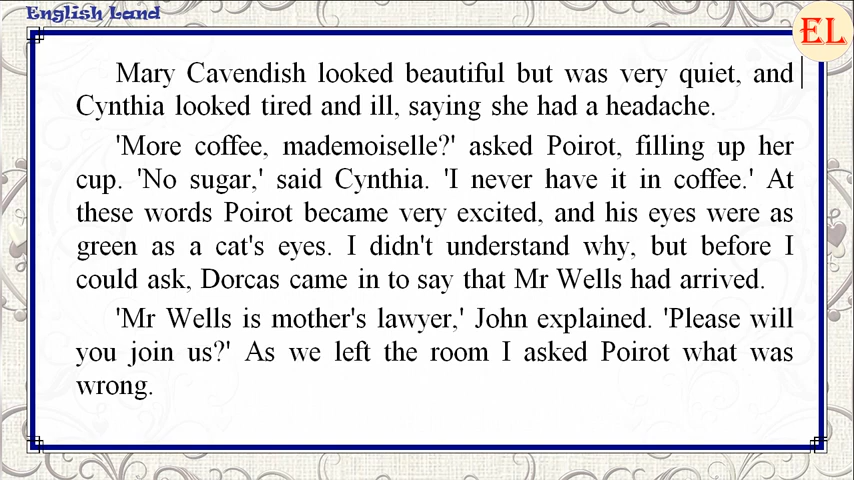 English Land
EL
Mary Cavendish looked beautiful but was very quiet, and
Cynthia looked tired and ill, saying she had a headache.
'More coffee, mademoiselle?' asked Poirot, filling up her
cup. 'No sugar,' said Cynthia. 'I never have it in coffee.' At
these words Poirot became very excited, and his eyes were as
green as a cat's eyes. I didn't understand why, but before I
could ask, Dorcas came in to say that Mr Wells had arrived.
'Mr Wells is mother's lawyer,' John explained. 'Please will
you join us?' As we left the room I asked Poirot what was
wrong.